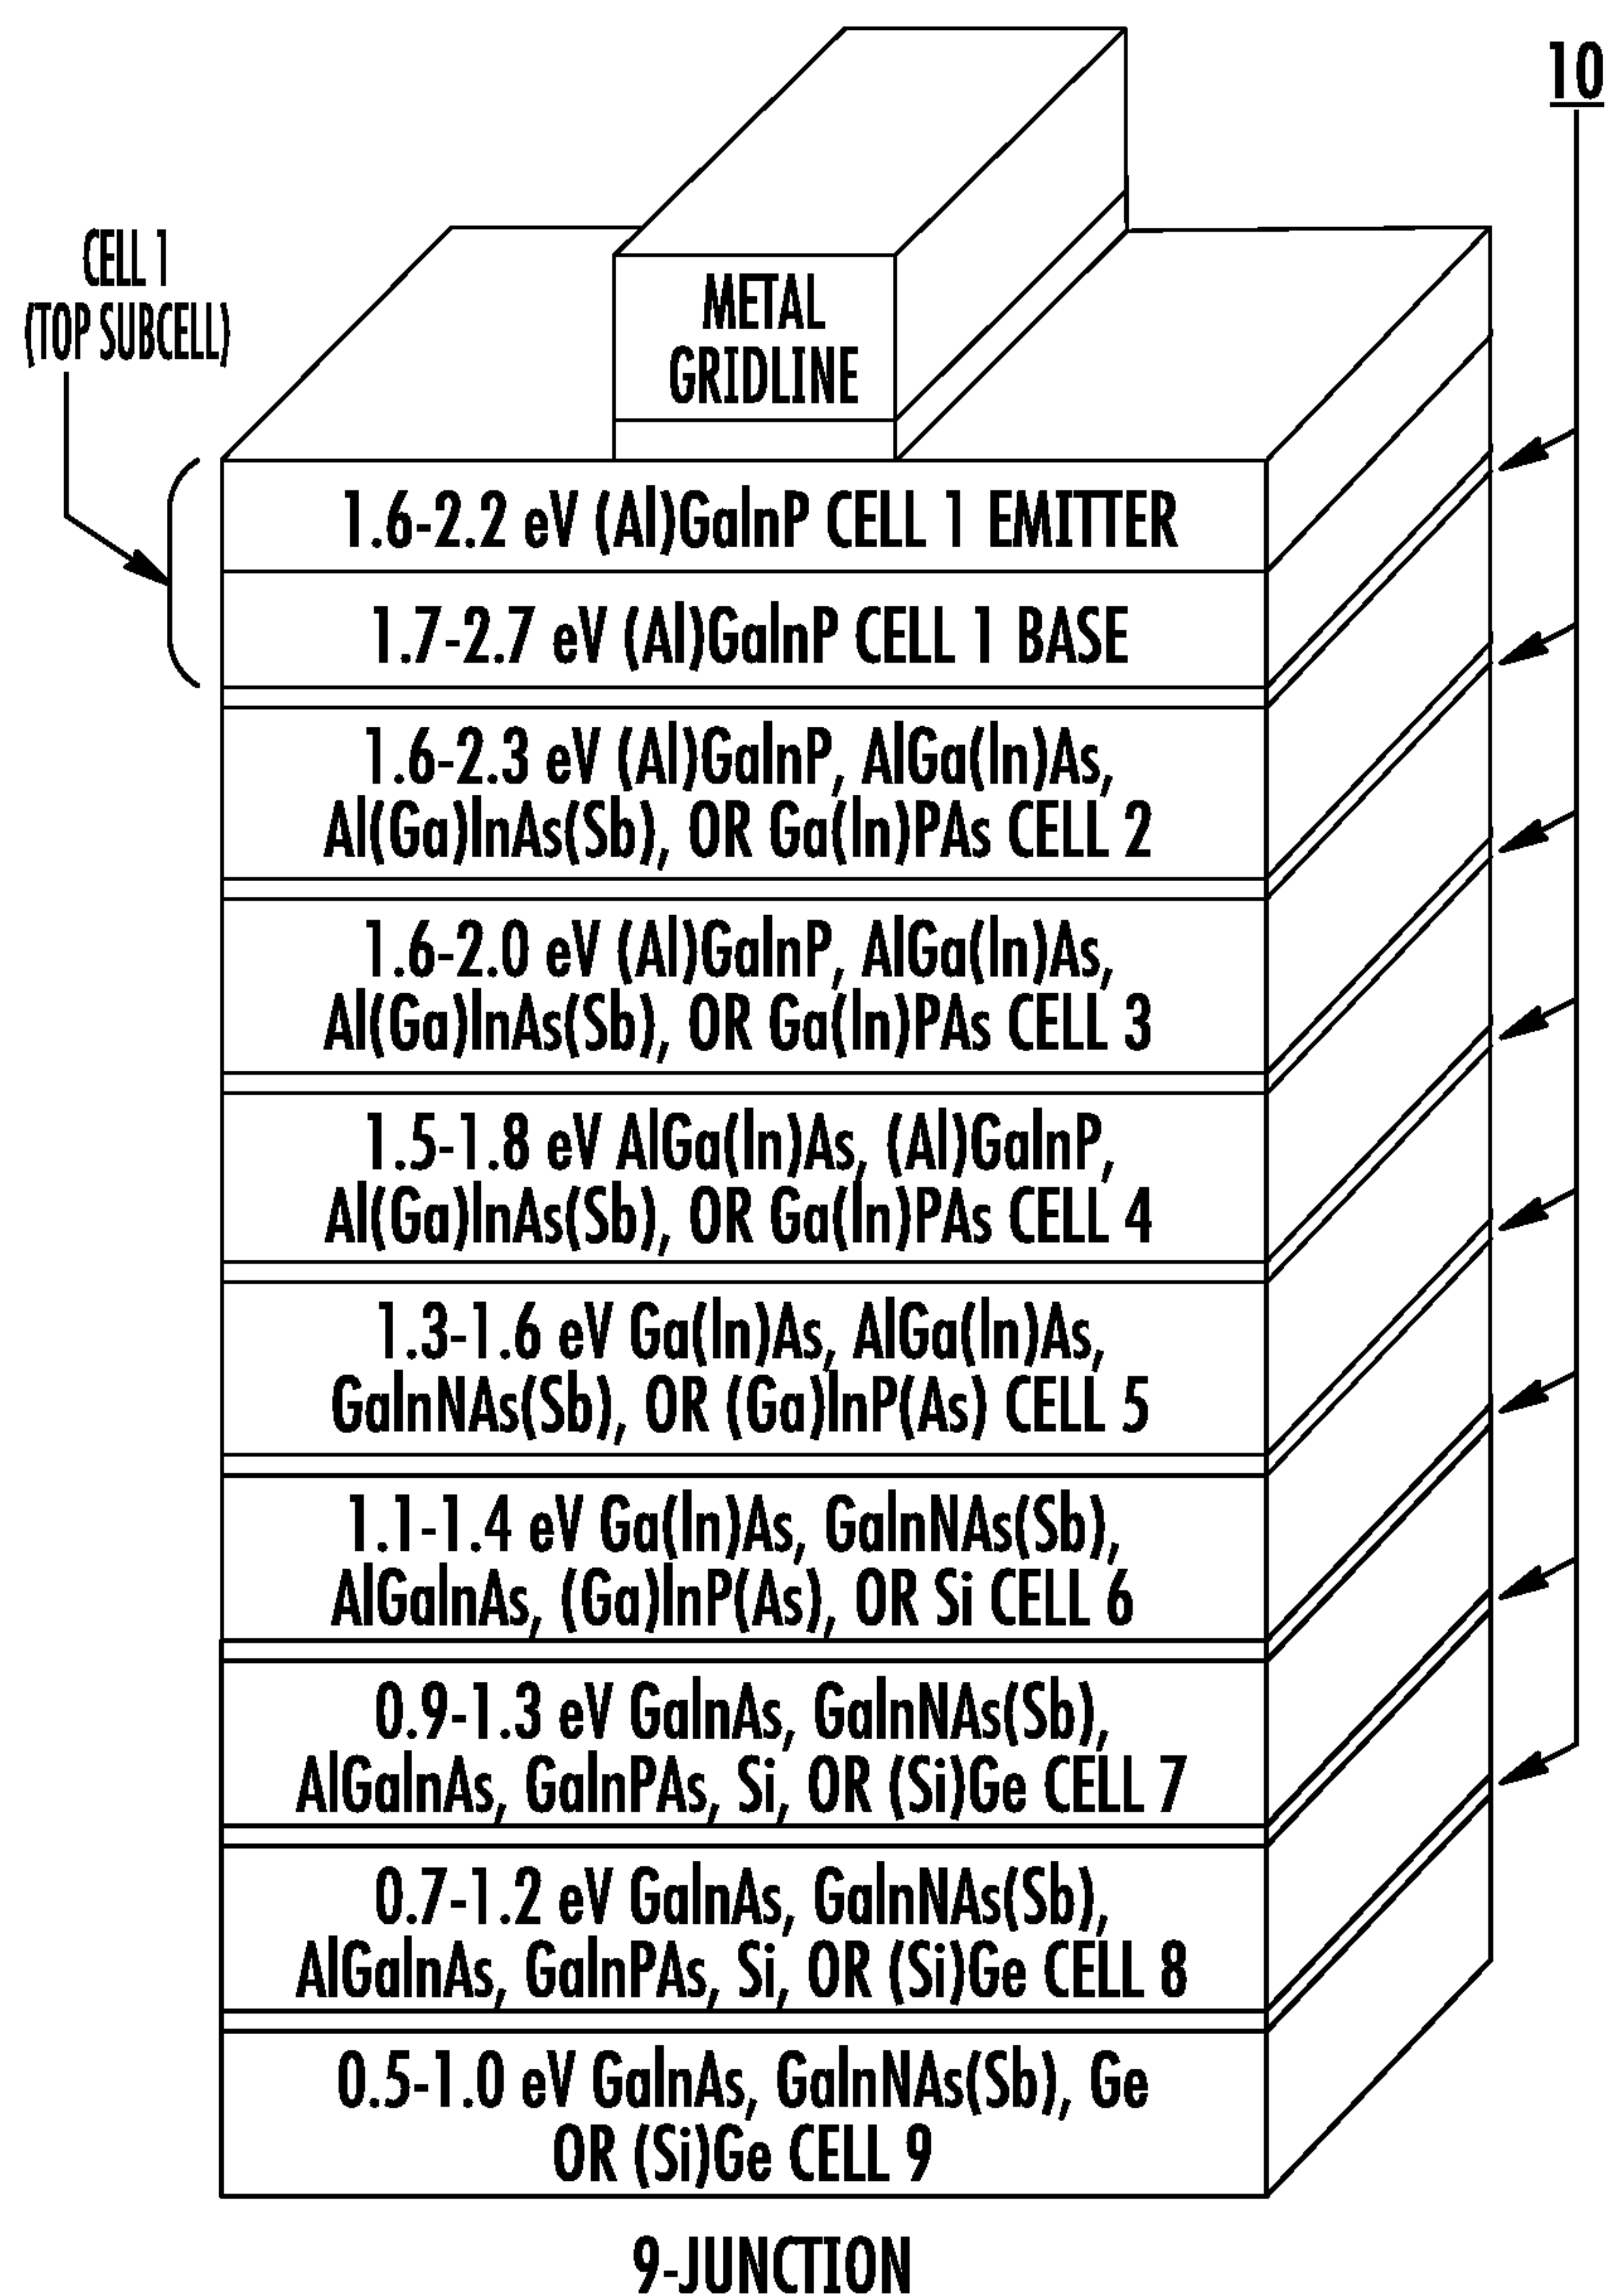 10
CELL 1
(TOP SUBCELL)
METAL
GRIDLINE
1.6-2.2 eV (Al)GaInP CELL 1 EMITTER
1.7-2.7 eV (Al)GaInP CELL 1 BASE
1.6-2.3 eV (Al)GaInP, AlGa(In)As,
Al(Ga)InAs(Sb), OR Ga(In)PAs CELL 2
1.6-2.0 eV (Al)GaInP, AlGa(In)As,
Al(Ga)InAs(Sb), OR Ga(In)PAs CELL 3
1.5-1.8 eV AlGa(In)As, (Al)GaInP,
Al(Ga)InAs(Sb), OR Ga(In)PAs CELL 4
1.3-1.6 eV Ga(In)As, AlGa(In)As,
GaInNAs(Sb), OR (Ga)InP(As) CELL 5
1.1-1.4 eV Ga(In)As, GaInNAs(Sb),
AlGaInAs, (Ga)InP(As), OR Si CELL 6
0.9-1.3 eV GaInAs, GaInNAs(Sb),
AlGaInAs, GaInPAs, Si, OR (Si)Ge CELL 7
0.7-1.2 eV GaInAs, GaInNAs(Sb),
AlGaInAs, GaInPAs, Si, OR (Si)Ge CELL 8
0.5-1.0 eV GaInAs, GaInNAs(Sb), Ge
OR (Si)Ge CELL 9
9-JUNCTION